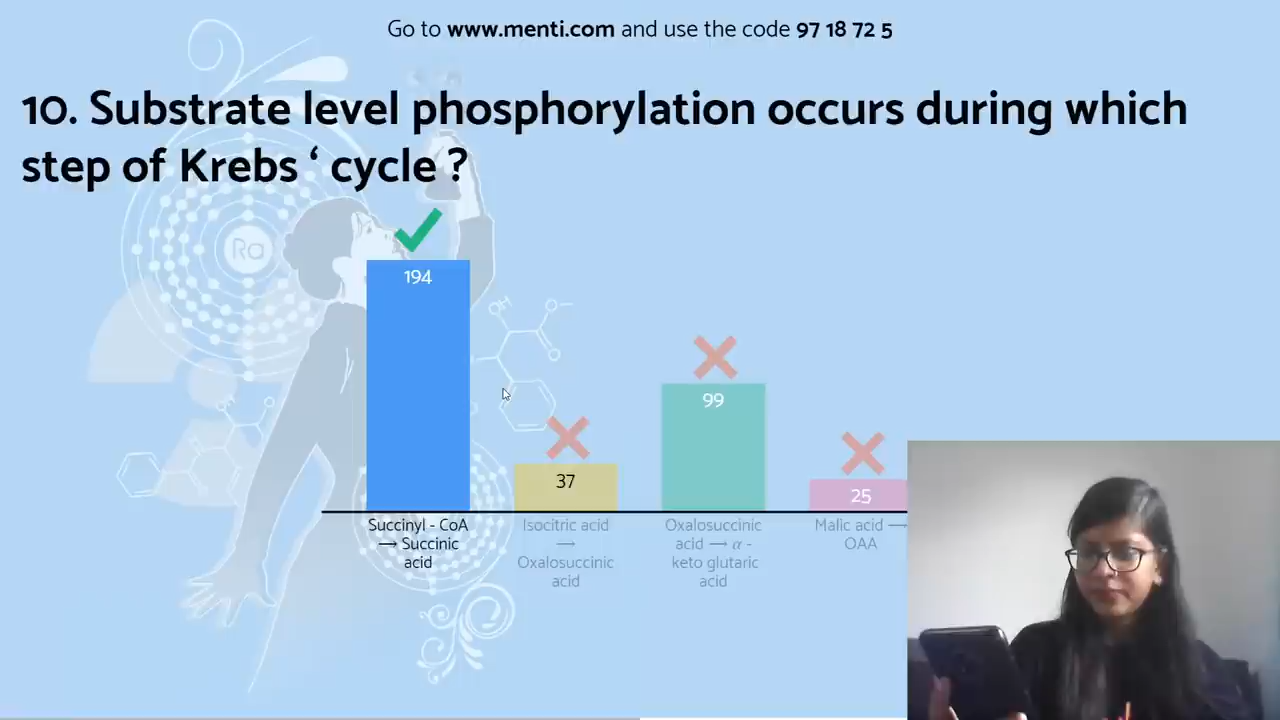 Go to www.menti.com and use the code 97 18 72 5
10. Substrate level phosphorylation occurs during which
step of Krebs ‘ cycle ?
Ra
194
37
99
25
OH
O
O
Succinyl - CoA
→ Succinic
acid
Isocitric acid
→
Oxalosuccinic
acid
Oxalosuccinic
acid → α -
keto glutaric
acid
Malic acid →
OAA